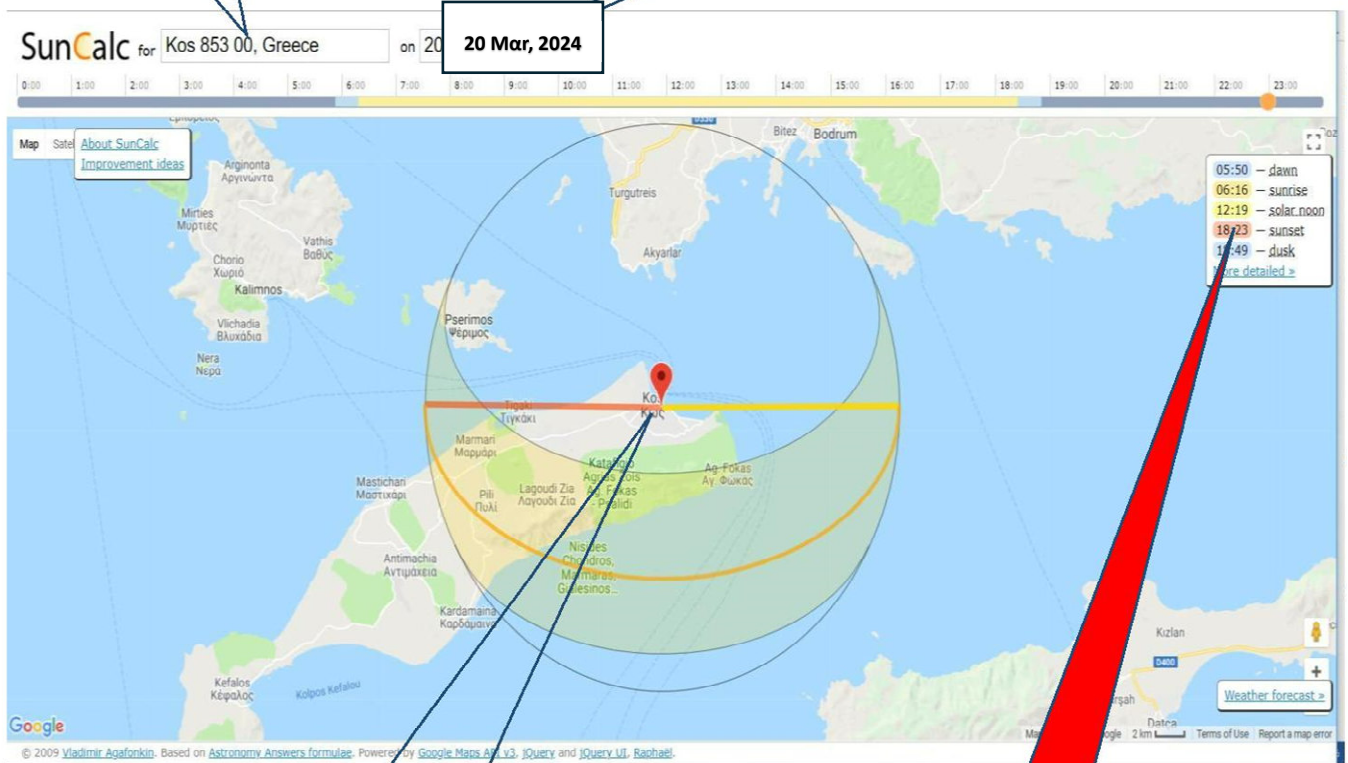 SunCalc for Kos 853 00, Greece on 20
20 Μαr, 2024
0:00 1:00 2:00 3:00 4:00 5:00 6:00 7:00 8:00 9:00 10:00 11:00 12:00 13:00 14:00 15:00 16:00 17:00 18:00 19:00 20:00 21:00 22:00 23:00
Map
About SunCalc
Improvement ideas
D330
Bitez
Bodrum
Arginonta
Αργινώντα
Turgutreis
05:50 – dawn
06:16 – sunrise
12:19 – solar noon
18:23 – sunset
– dusk
detailed »
Mirties
Μυρτιές
Vathis
Βαθύς
Chorio
Χωριό
Akyarlar
Kalimnos
Vlichadia
Βλυχάδια
Pserimos
Ψέριμος
Nera
Νερά
Κως
Tigaki
Τιγκάκι
Marmari
Μαρμάρι
Mastichari
Μαστιχάρι
Pili
Πυλί
Lagoudi Zia
Λαγουδι Ζία
Ag. Fokas
Αγ. Φωκάς
Antimachia
Αντιμάχεια
Kardamaina
Καρδάμαινα
Kefalos
Κέφαλος
Kolpos Kefalou
Kızlan
D400
Datça
Weather forecast »
Google
2 km
Terms of Use
Report a map error
© 2009 Vladimir Agafonkin. Based on Astronomy Answers formulae. Powered by Google Maps API v3, jQuery and jQuery UI, Raphaël.